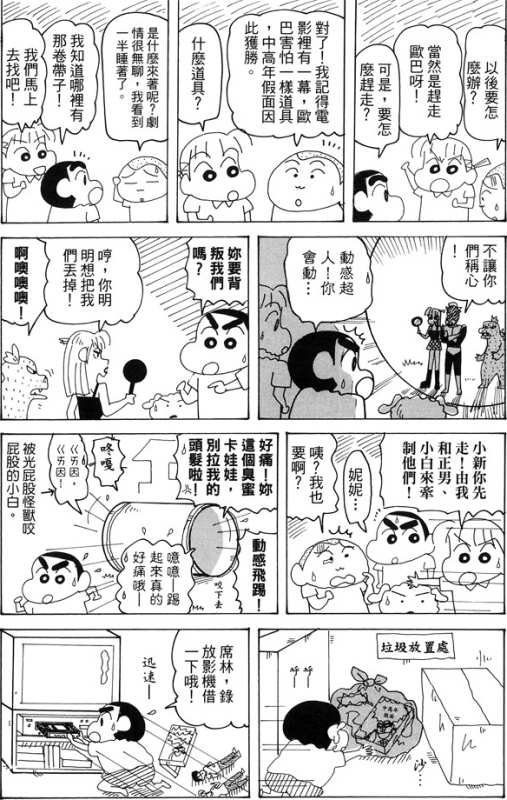 以後要怎
麼辦？
當然是趕走
歐巴呀！
可是，要怎
麼趕走？
對了！我記得電
影裡有一幕，歐
巴害怕一樣道具
，中高年假面因
此獲勝。
什麼道具？
是什麼來著呢？劇
情很無聊，我看到
一半睡著了。
我知道哪裡有
那卷帶子！
我們馬上
去找吧！
不讓你
們稱心
！
動感超
人！你
會動…
妳要背
叛我們
嗎？
哼，你明
明想把我
們丟掉！
啊噢噢噢！
小新你先
走！由我
和正男、
小白來牽
制他們！
妮妮…
咦？我也
要啊？
動感飛踢！
好痛！妳
這個臭蜜
卡娃娃，
別拉我的
頭髮啦！
噫噫—踢
起來真的
好痛哦—
咬下去
咚嘎
ㄍㄞ因！
ㄍㄞ因！
被光屁股怪獸咬
屁股的小白。
垃圾放置處
呼呼
沙…
席林，錄
放影機借
一下哦！
迅速—